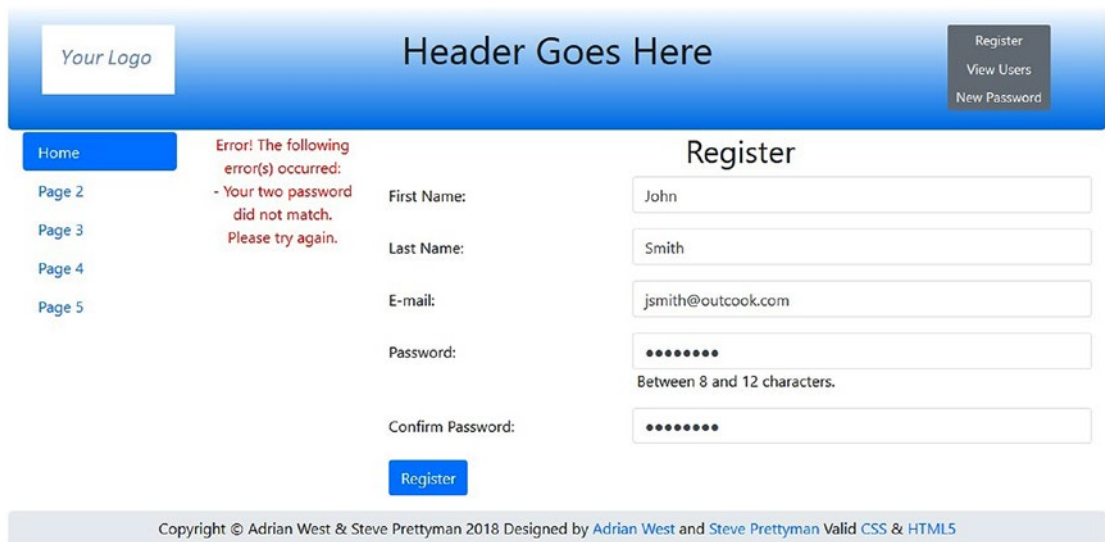 Your Logo
Header Goes Here
Register
View Users
New Password
Home
Page 2
Page 3
Page 4
Page 5
Error! The following
error(s) occurred:
- Your two password
did not match.
Please try again.
Register
First Name:
John
Last Name:
Smith
E-mail:
jsmith@outcook.com
Password:
••••••••
Between 8 and 12 characters.
Confirm Password:
••••••••
Register
Copyright © Adrian West & Steve Prettyman 2018 Designed by Adrian West and Steve Prettyman Valid CSS & HTML5